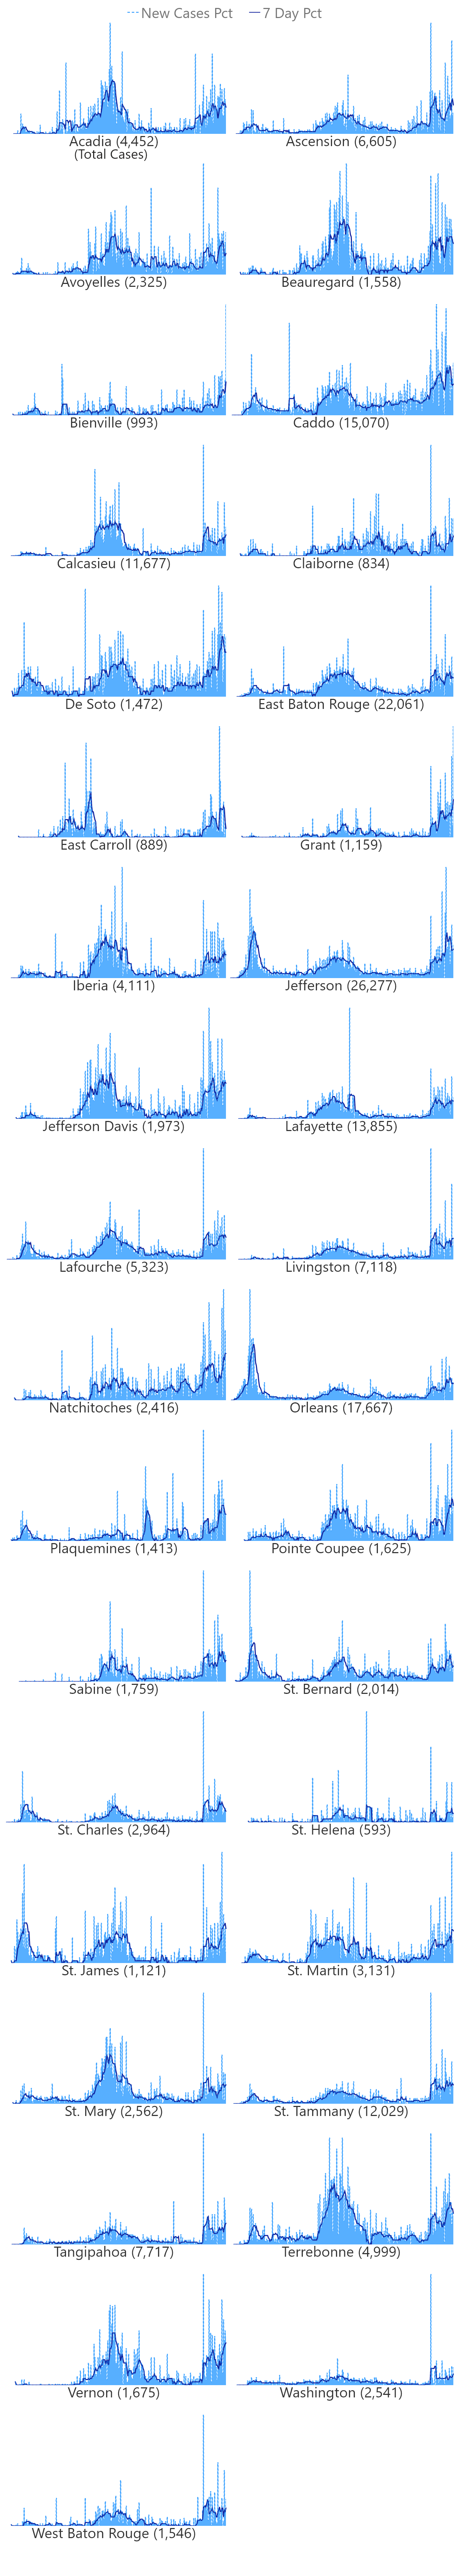 New Cases Pct 7 Day Pct
Acadia (4,452) Ascension (6,605)
(Total Cases)
Avoyelles (2,325) Beauregard (1,558)
Bienville (993) Caddo (15,070)
Calcasieu (11,677) Claiborne (834)
De Soto (1,472) East Baton Rouge (22,061)
East Carroll (889) Grant (1,159)
Iberia (4,111) Jefferson (26,277)
Jefferson Davis (1,973) Lafayette (13,855)
Lafourche (5,323) Livingston (7,118)
Natchitoches (2,416) Orleans (17,667)
Plaquemines (1,413) Pointe Coupee (1,625)
Sabine (1,759) St. Bernard (2,014)
St. Charles (2,964) St. Helena (593)
St. James (1,121) St. Martin (3,131)
St. Mary (2,562) St. Tammany (12,029)
Tangipahoa (7,717) Terrebonne (4,999)
Vernon (1,675) Washington (2,541)
West Baton Rouge (1,546)